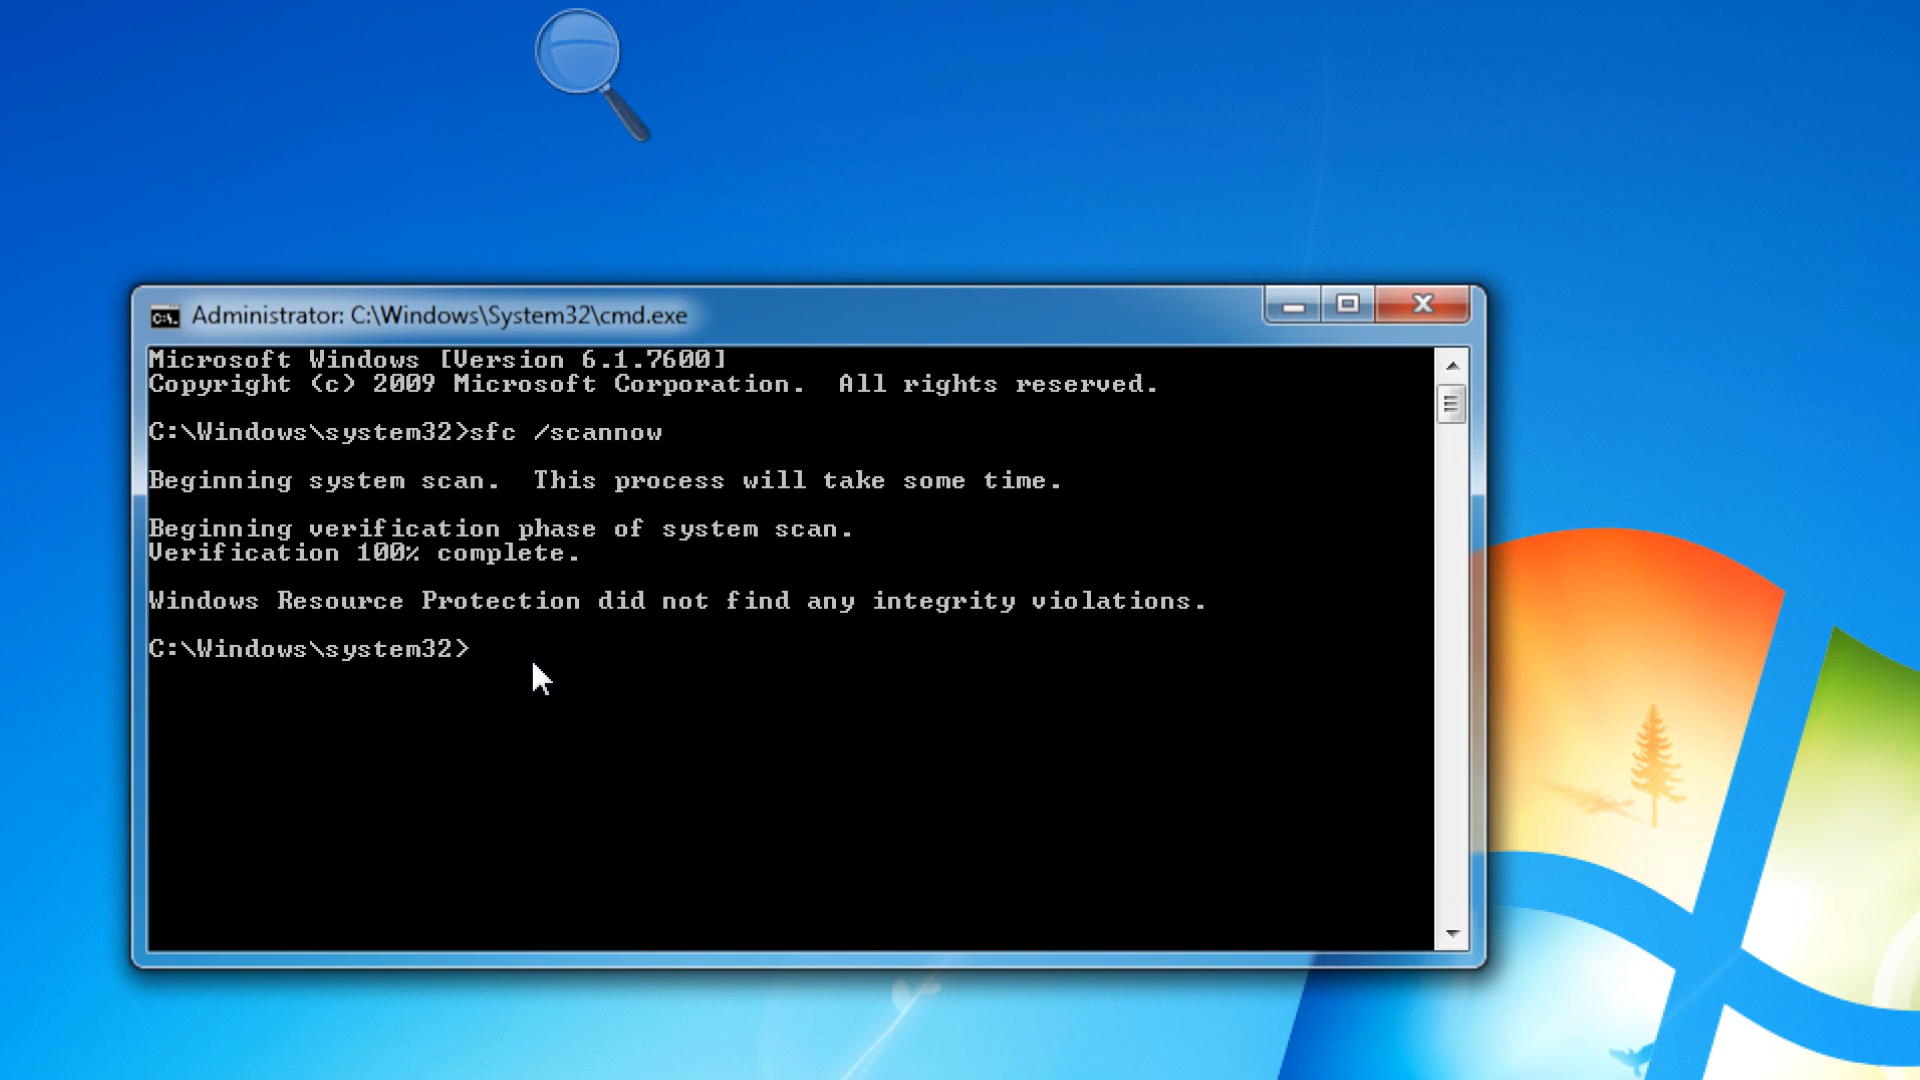 Administrator: C:\Windows\System32\cmd.exe
Microsoft Windows [Version 6.1.7600]
Copyright (c) 2009 Microsoft Corporation.  All rights reserved.
C:\Windows\system32>sfc /scannow
Beginning system scan.  This process will take some time.
Beginning verification phase of system scan.
Verification 100% complete.
Windows Resource Protection did not find any integrity violations.
C:\Windows\system32>